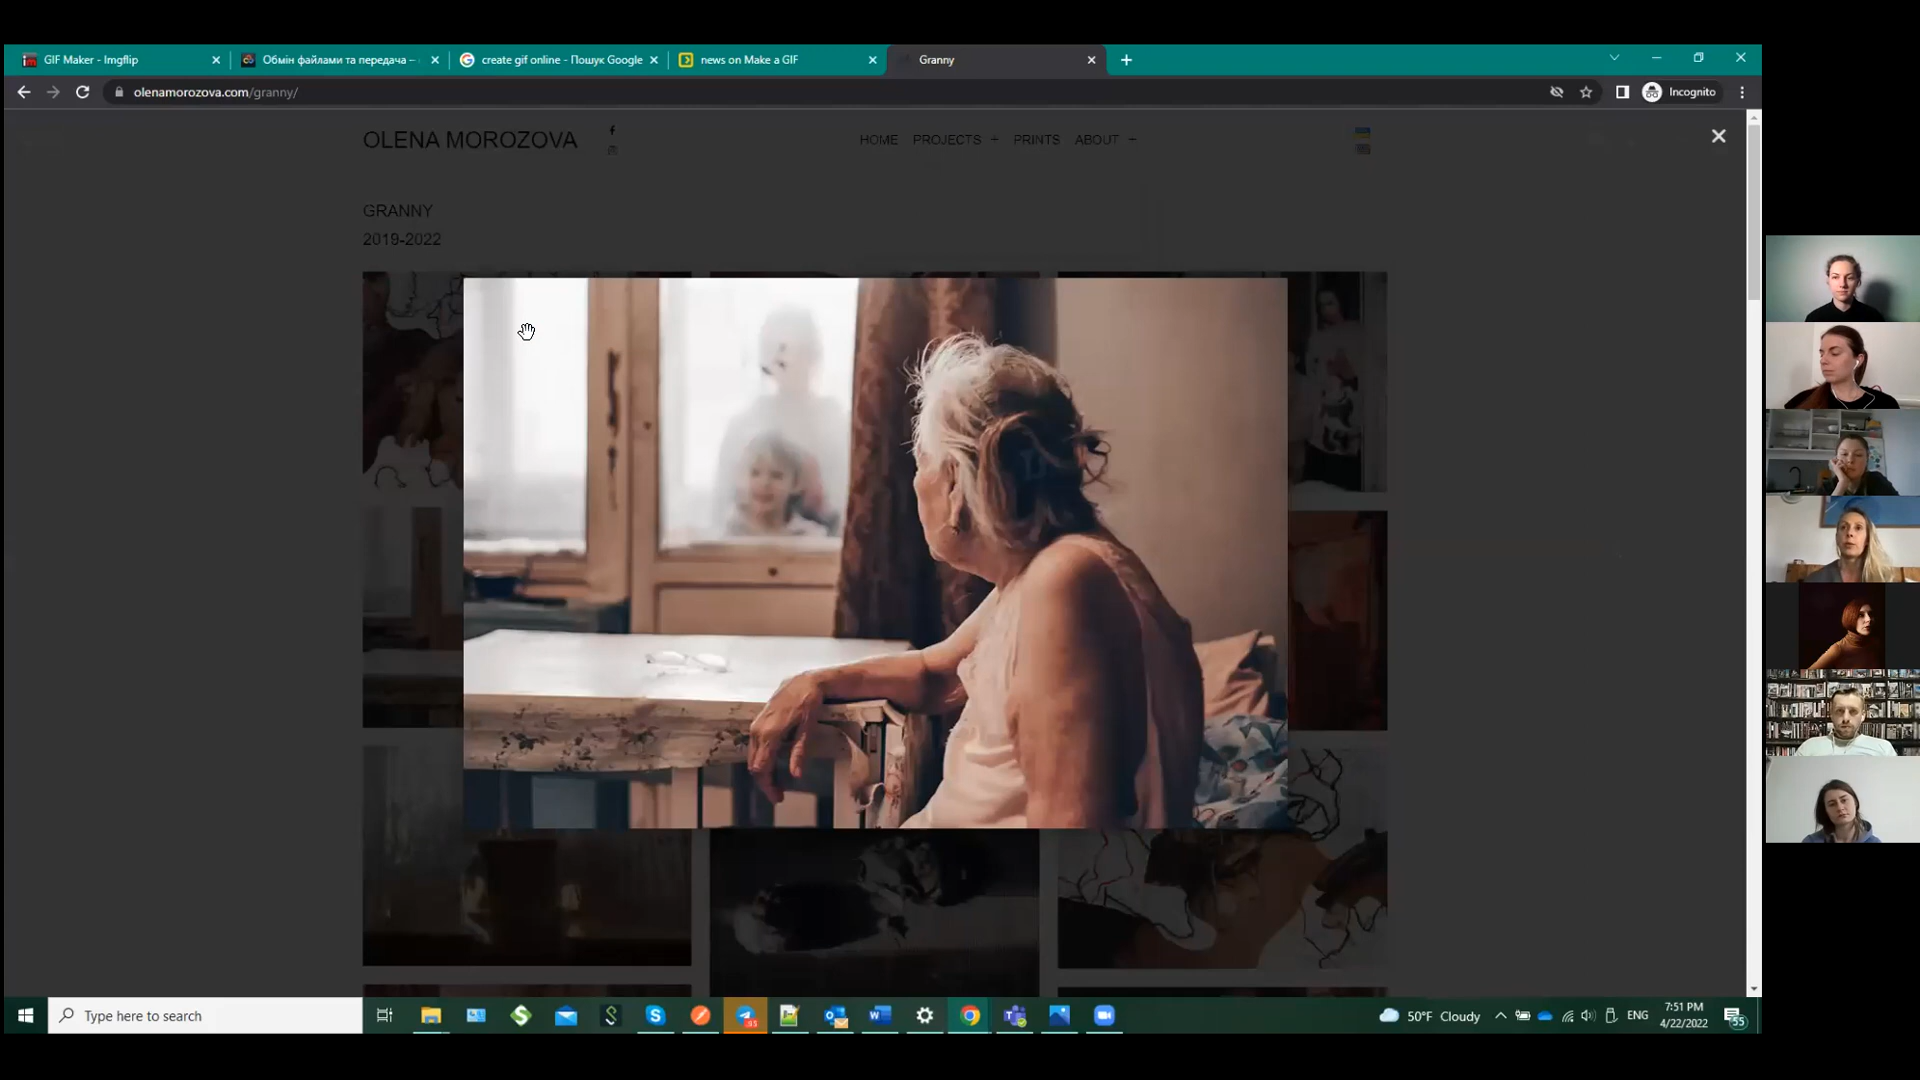 GIF Maker - Imgflip
Обмін файлами та передача –
create gif online - Пошук Google
news on Make a GIF
Granny
olenamorozova.com/granny/
Incognito
OLENA MOROZOVA
HOME PROJECTS + PRINTS ABOUT +
GRANNY
2019-2022
Type here to search
50°F Cloudy
ENG
7:51 PM
4/22/2022
55